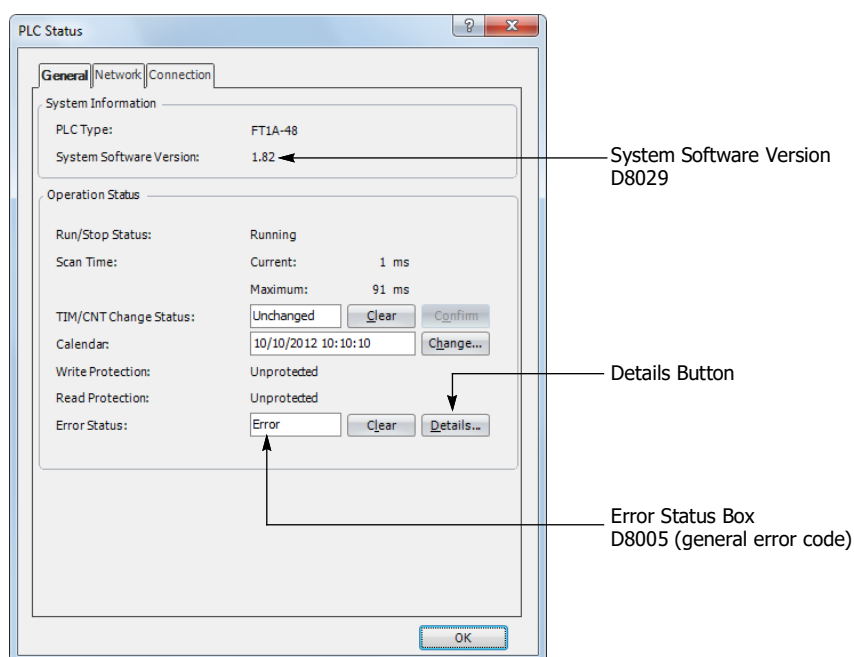 PLC Status
General Network Connection
System Information
PLC Type: FT1A-48
System Software Version: 1.82
System Software Version
D8029
Operation Status
Run/Stop Status: Running
Scan Time: Current: 1 ms
Maximum: 91 ms
TIM/CNT Change Status: Unchanged Clear Confirm
Calendar: 10/10/2012 10:10:10 Change...
Write Protection: Unprotected
Details Button
Read Protection: Unprotected
Error Status: Error Clear Details...
Error Status Box
D8005 (general error code)
OK